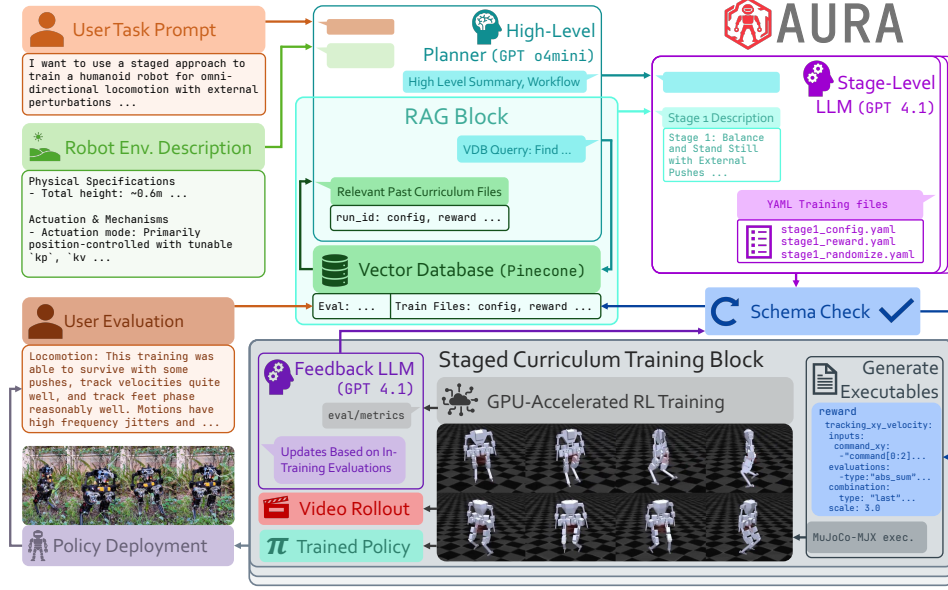 User Task Prompt
I want to use a staged approach to
train a humanoid robot for omni-
directional locomotion with external
perturbations ...
Robot Env. Description
Physical Specifications
- Total height: ~0.6m ...
Actuation & Mechanisms
- Actuation mode: Primarily
position-controlled with tunable
`kp`, `kv ...
User Evaluation
Locomotion: This training was
able to survive with some
pushes, track velocities quite
well, and track feet phase
reasonably well. Motions have
high frequency jitters and ...
Policy Deployment
High-Level
Planner (GPT o4mini)
High Level Summary, Workflow
RAG Block
VDB Querry: Find ...
Relevant Past Curriculum Files
run_id: config, reward ...
Vector Database (Pinecone)
Eval: ...
Train Files: config, reward ...
AURA
Stage-Level
LLM (GPT 4.1)
Stage 1 Description
Stage 1: Balance
and Stand Still
with External
Pushes ...
YAML Training files
stage1_config.yaml
stage1_reward.yaml
stage1_randomize.yaml
Schema Check
Staged Curriculum Training Block
Feedback LLM
(GPT 4.1)
eval/metrics
Updates Based on In-
Training Evaluations
Video Rollout
Trained Policy
GPU-Accelerated RL Training
Generate
Executables
reward
tracking_xy_velocity:
inputs:
command_xy:
-"command[0:2]...
evaluations:
-type:"abs_sum"...
combination:
type: "last"...
scale: 3.0
MuJoCo-MJX exec.